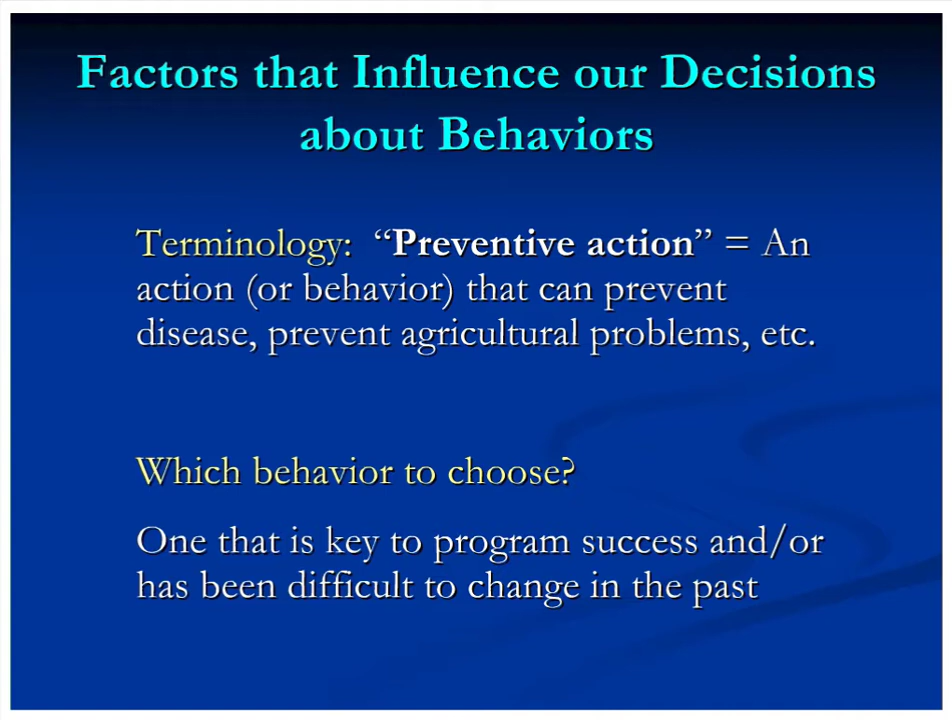 Factors that Influence our Decisions
about Behaviors
Terminology: “Preventive action” = An
action (or behavior) that can prevent
disease, prevent agricultural problems, etc.
Which behavior to choose?
One that is key to program success and/or
has been difficult to change in the past